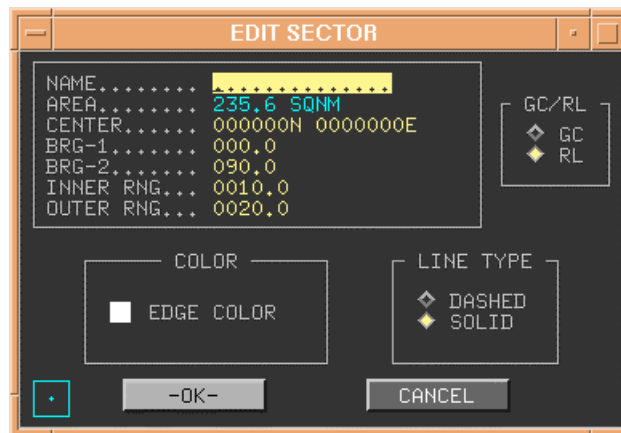 EDIT SECTOR
NAME........ ...............
AREA........ 235.6 SQNM
CENTER...... 000000N 0000000E
BRG-1....... 000.0
BRG-2....... 090.0
INNER RNG... 0010.0
OUTER RNG... 0020.0
GC/RL
GC
RL
COLOR
EDGE COLOR
LINE TYPE
DASHED
SOLID
-OK-
CANCEL